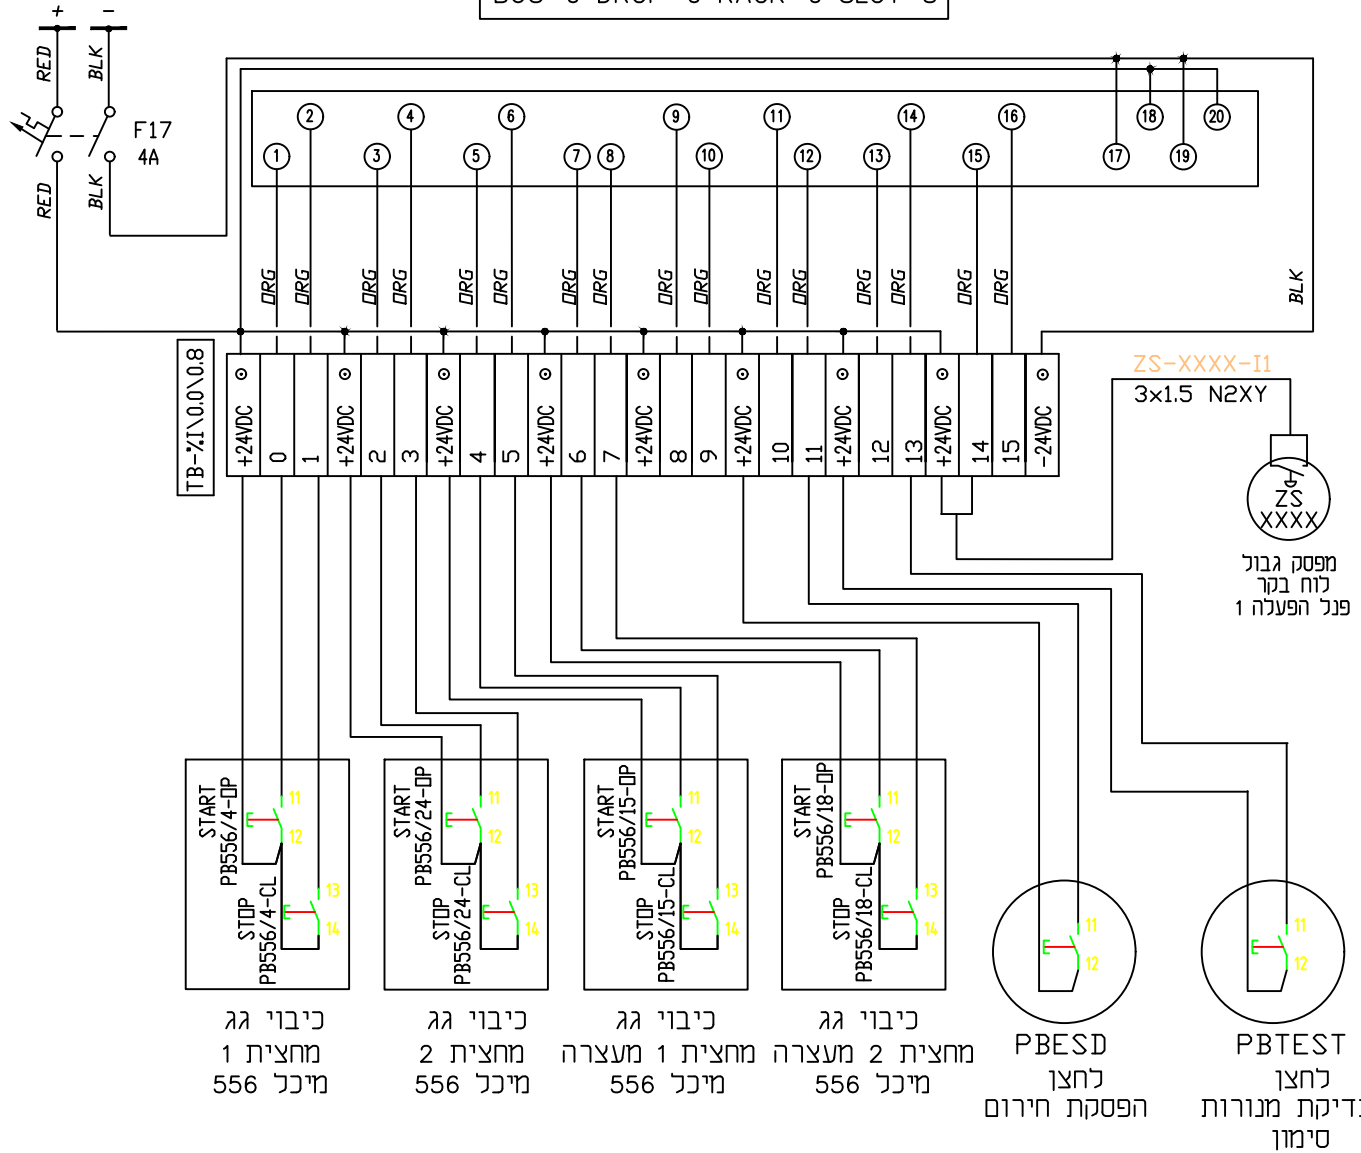 + -
RED BLK
F17
4A
RED BLK
2 4 6 9 11 14 16 18 20
1 3 5 7 8 10 12 13 15 17 19
ORG ORG ORG ORG ORG ORG ORG ORG ORG ORG ORG ORG ORG ORG ORG ORG BLK
TB-%I\0.0\0.8
+24VDC 0 1 +24VDC 2 3 +24VDC 4 5 +24VDC 6 7 +24VDC 8 9 +24VDC 10 11 +24VDC 12 13 +24VDC 14 15 -24VDC
ZS-XXXX-I1
3x1.5 N2XY
ZS
XXXX
מפסק גבול
לוח בקר
פנל הפעלה 1
START
PB556/4-OP
11
12
STOP
PB556/4-CL
13
14
כיבוי גג
מחצית 1
מיכל 556
START
PB556/24-OP
11
12
STOP
PB556/24-CL
13
14
כיבוי גג
מחצית 2
מיכל 556
START
PB556/15-OP
11
12
STOP
PB556/15-CL
13
14
כיבוי גג
מחצית 1 מעצרה
מיכל 556
START
PB556/18-OP
11
12
STOP
PB556/18-CL
13
14
כיבוי גג
מחצית 2 מעצרה
מיכל 556
11
12
PBESD
לחצן
הפסקת חירום
11
12
PBTEST
לחצן
מנורות
סימון